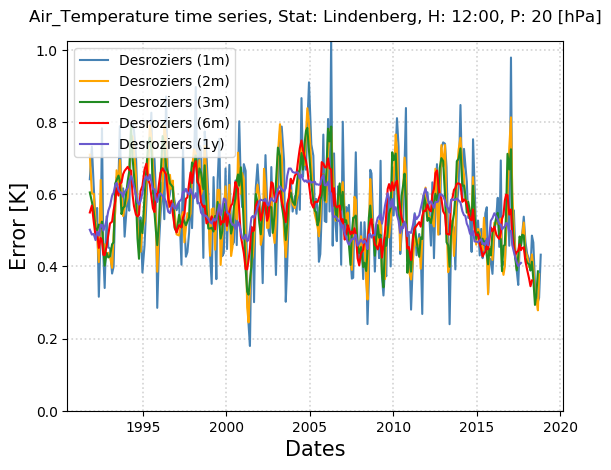 Air_Temperature time series, Stat: Lindenberg, H: 12:00, P: 20 [hPa]
1.0
0.8
0.6
0.4
0.2
0.0
Error [K]
Desroziers (1m)
Desroziers (2m)
Desroziers (3m)
Desroziers (6m)
Desroziers (1y)
1995
2000
2005
2010
2015
2020
Dates